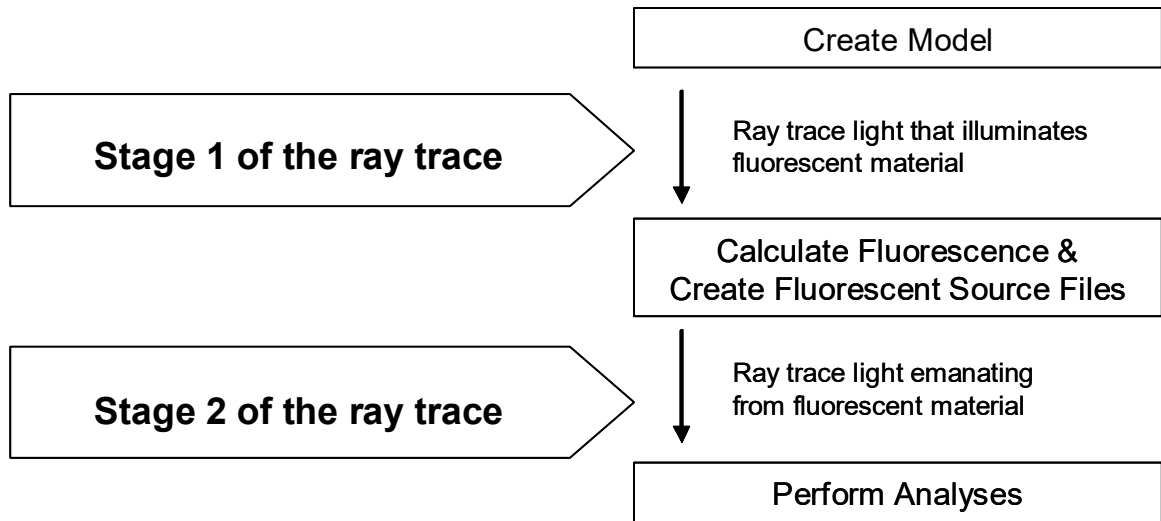 Create Model
Stage 1 of the ray trace
Ray trace light that illuminates
fluorescent material
Calculate Fluorescence &
Create Fluorescent Source Files
Stage 2 of the ray trace
Ray trace light emanating
from fluorescent material
Perform Analyses